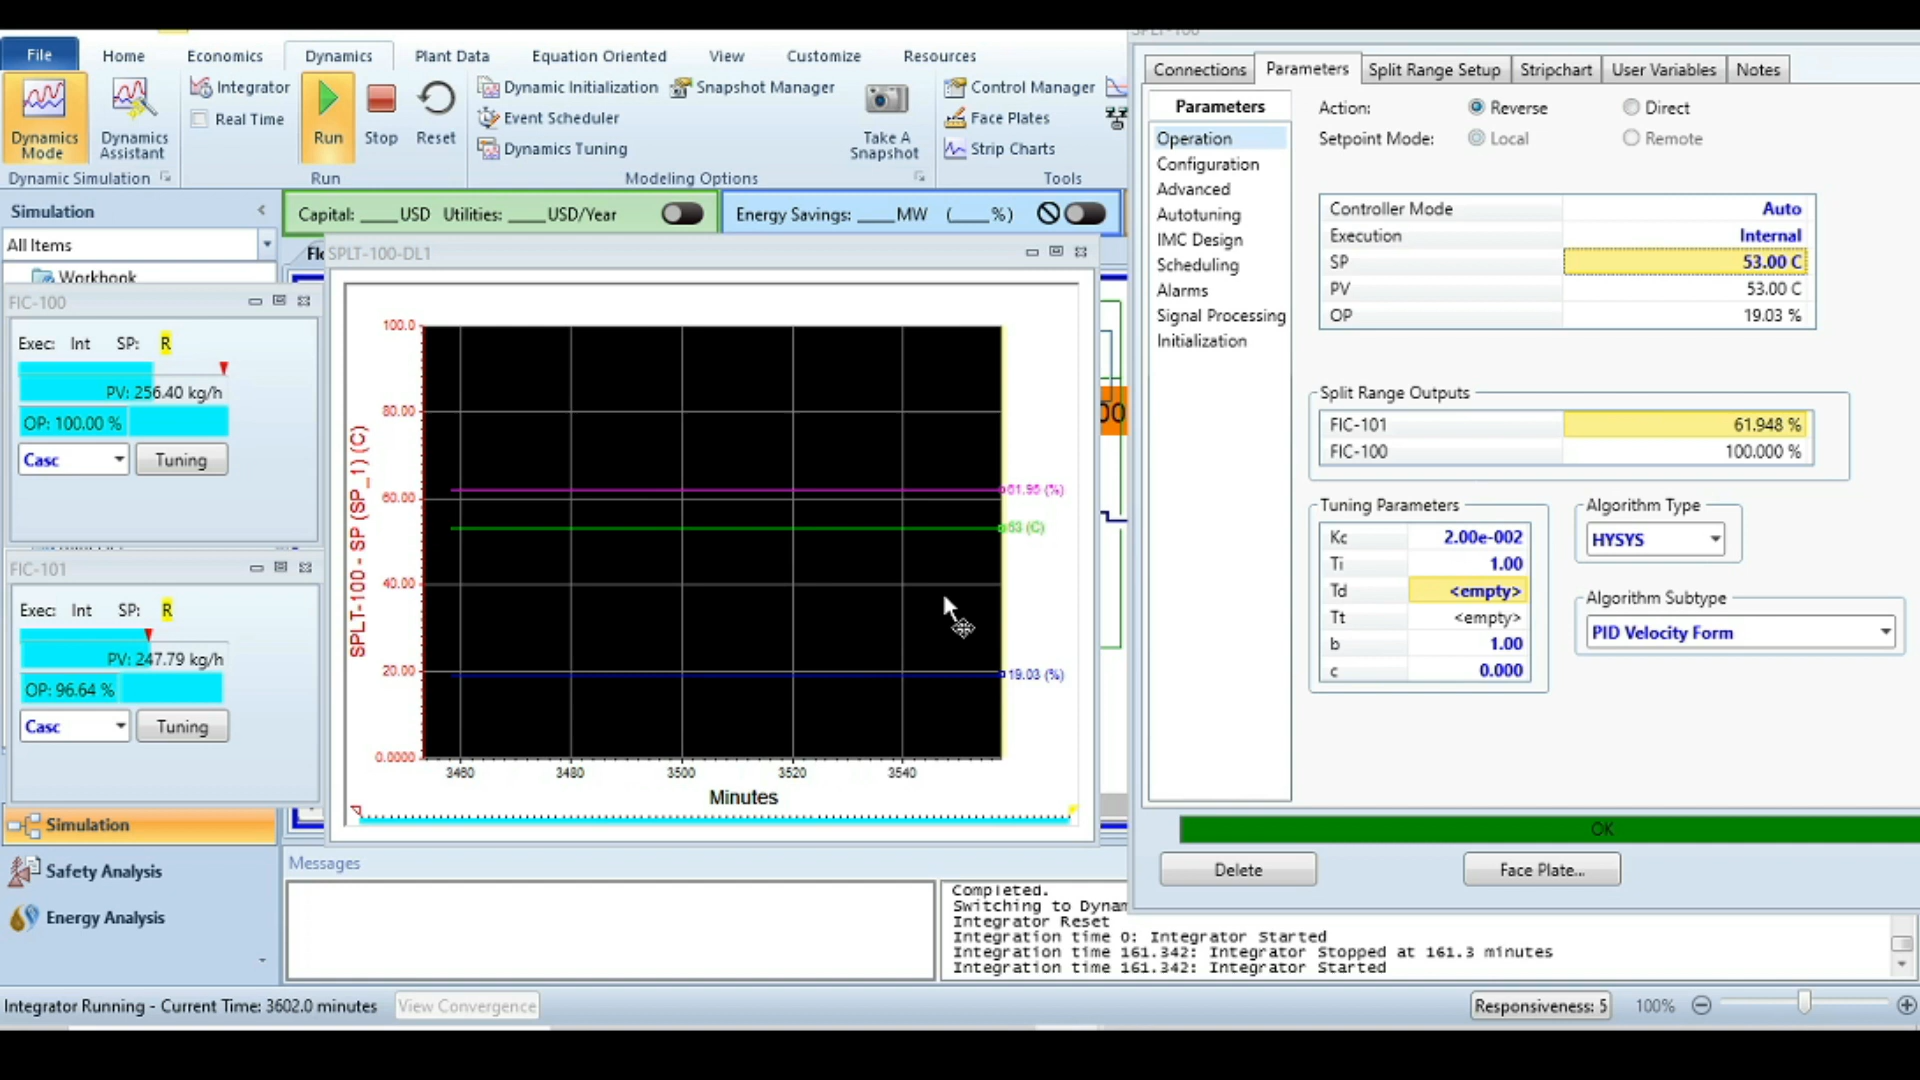 File Home Economics Dynamics Plant Data Equation Oriented View Customize Resources
Dynamics Mode
Dynamics Assistant
Integrator
Real Time
Run
Stop
Reset
Dynamic Initialization
Snapshot Manager
Event Scheduler
Dynamics Tuning
Take A Snapshot
Control Manager
Face Plates
Strip Charts
Dynamic Simulation
Run
Modeling Options
Tools
Simulation
All Items
Workbook
Capital: ____USD Utilities: ____USD/Year
Energy Savings: ____MW (____%)
FIC-100
Exec: Int SP: R
PV: 256.40 kg/h
OP: 100.00 %
Casc
Tuning
FIC-101
Exec: Int SP: R
PV: 247.79 kg/h
OP: 96.64 %
Casc
Tuning
Simulation
Safety Analysis
Energy Analysis
SPLT-100-DL1
SPLT-100 - SP (SP_1) (C)
100.0
80.00
60.00
40.00
20.00
0.0000
61.95 (%)
53 (C)
19.03 (%)
3460 3480 3500 3520 3540
Minutes
Messages
Completed.
Switching to Dynam
Integrator Reset
Integration time 0: Integrator Started
Integration time 161.342: Integrator Stopped at 161.3 minutes
Integration time 161.342: Integrator Started
Connections Parameters Split Range Setup Stripchart User Variables Notes
Parameters
Operation
Configuration
Advanced
Autotuning
IMC Design
Scheduling
Alarms
Signal Processing
Initialization
Action: Reverse Direct
Setpoint Mode: Local Remote
Controller Mode Auto
Execution Internal
SP 53.00 C
PV 53.00 C
OP 19.03 %
Split Range Outputs
FIC-101 61.948 %
FIC-100 100.000 %
Tuning Parameters
Kc 2.00e-002
Ti 1.00
Td <empty>
Tt <empty>
b 1.00
c 0.000
Algorithm Type
HYSYS
Algorithm Subtype
PID Velocity Form
OK
Delete
Face Plate...
Integrator Running - Current Time: 3602.0 minutes
View Convergence
Responsiveness: 5
100%